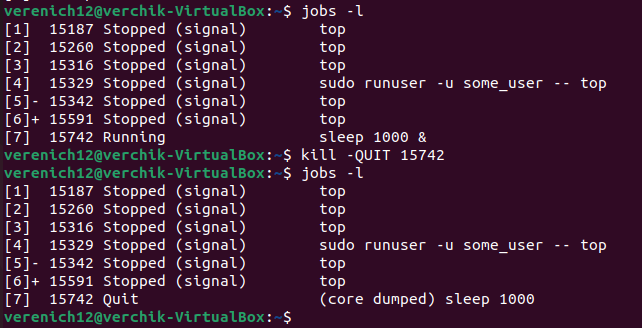 verenich12@verchik-VirtualBox:~$ jobs -l
[1]  15187 Stopped (signal)        top
[2]  15260 Stopped (signal)        top
[3]  15316 Stopped (signal)        top
[4]  15329 Stopped (signal)        sudo runuser -u some_user -- top
[5]- 15342 Stopped (signal)        top
[6]+ 15591 Stopped (signal)        top
[7]  15742 Running                 sleep 1000 &
verenich12@verchik-VirtualBox:~$ kill -QUIT 15742
verenich12@verchik-VirtualBox:~$ jobs -l
[1]  15187 Stopped (signal)        top
[2]  15260 Stopped (signal)        top
[3]  15316 Stopped (signal)        top
[4]  15329 Stopped (signal)        sudo runuser -u some_user -- top
[5]- 15342 Stopped (signal)        top
[6]+ 15591 Stopped (signal)        top
[7]  15742 Quit                    (core dumped) sleep 1000
verenich12@verchik-VirtualBox:~$